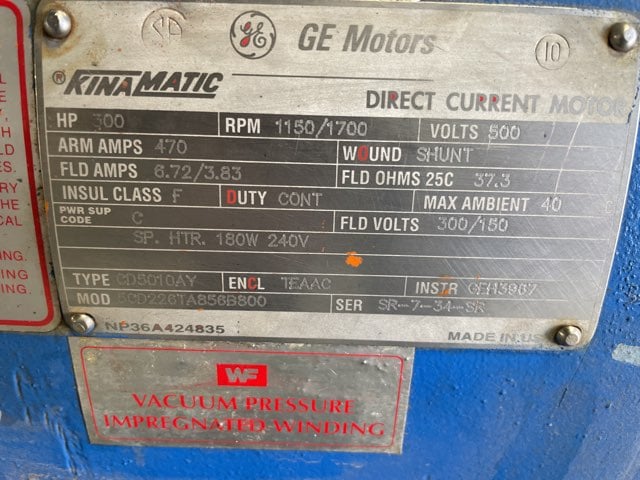 GE Motors
10
® KINAMATIC
DIRECT CURRENT MOTOR
HP 300 RPM 1150/1700 VOLTS 500
ARM AMPS 470 WOUND SHUNT
FLD AMPS 6.72/3.83 FLD OHMS 25C 37.3
INSUL CLASS F DUTY CONT MAX AMBIENT 40 C
PWR SUP CODE C FLD VOLTS 300/150
SP. HTR. 180W 240V
TYPE CD5010AY ENCL TEAAC INSTR GEH3967
MOD 5CD226TA856B800 SER SR-7-34-SR
NP36A424835 MADE IN U.S.
WF
VACUUM PRESSURE
IMPREGNATED WINDING